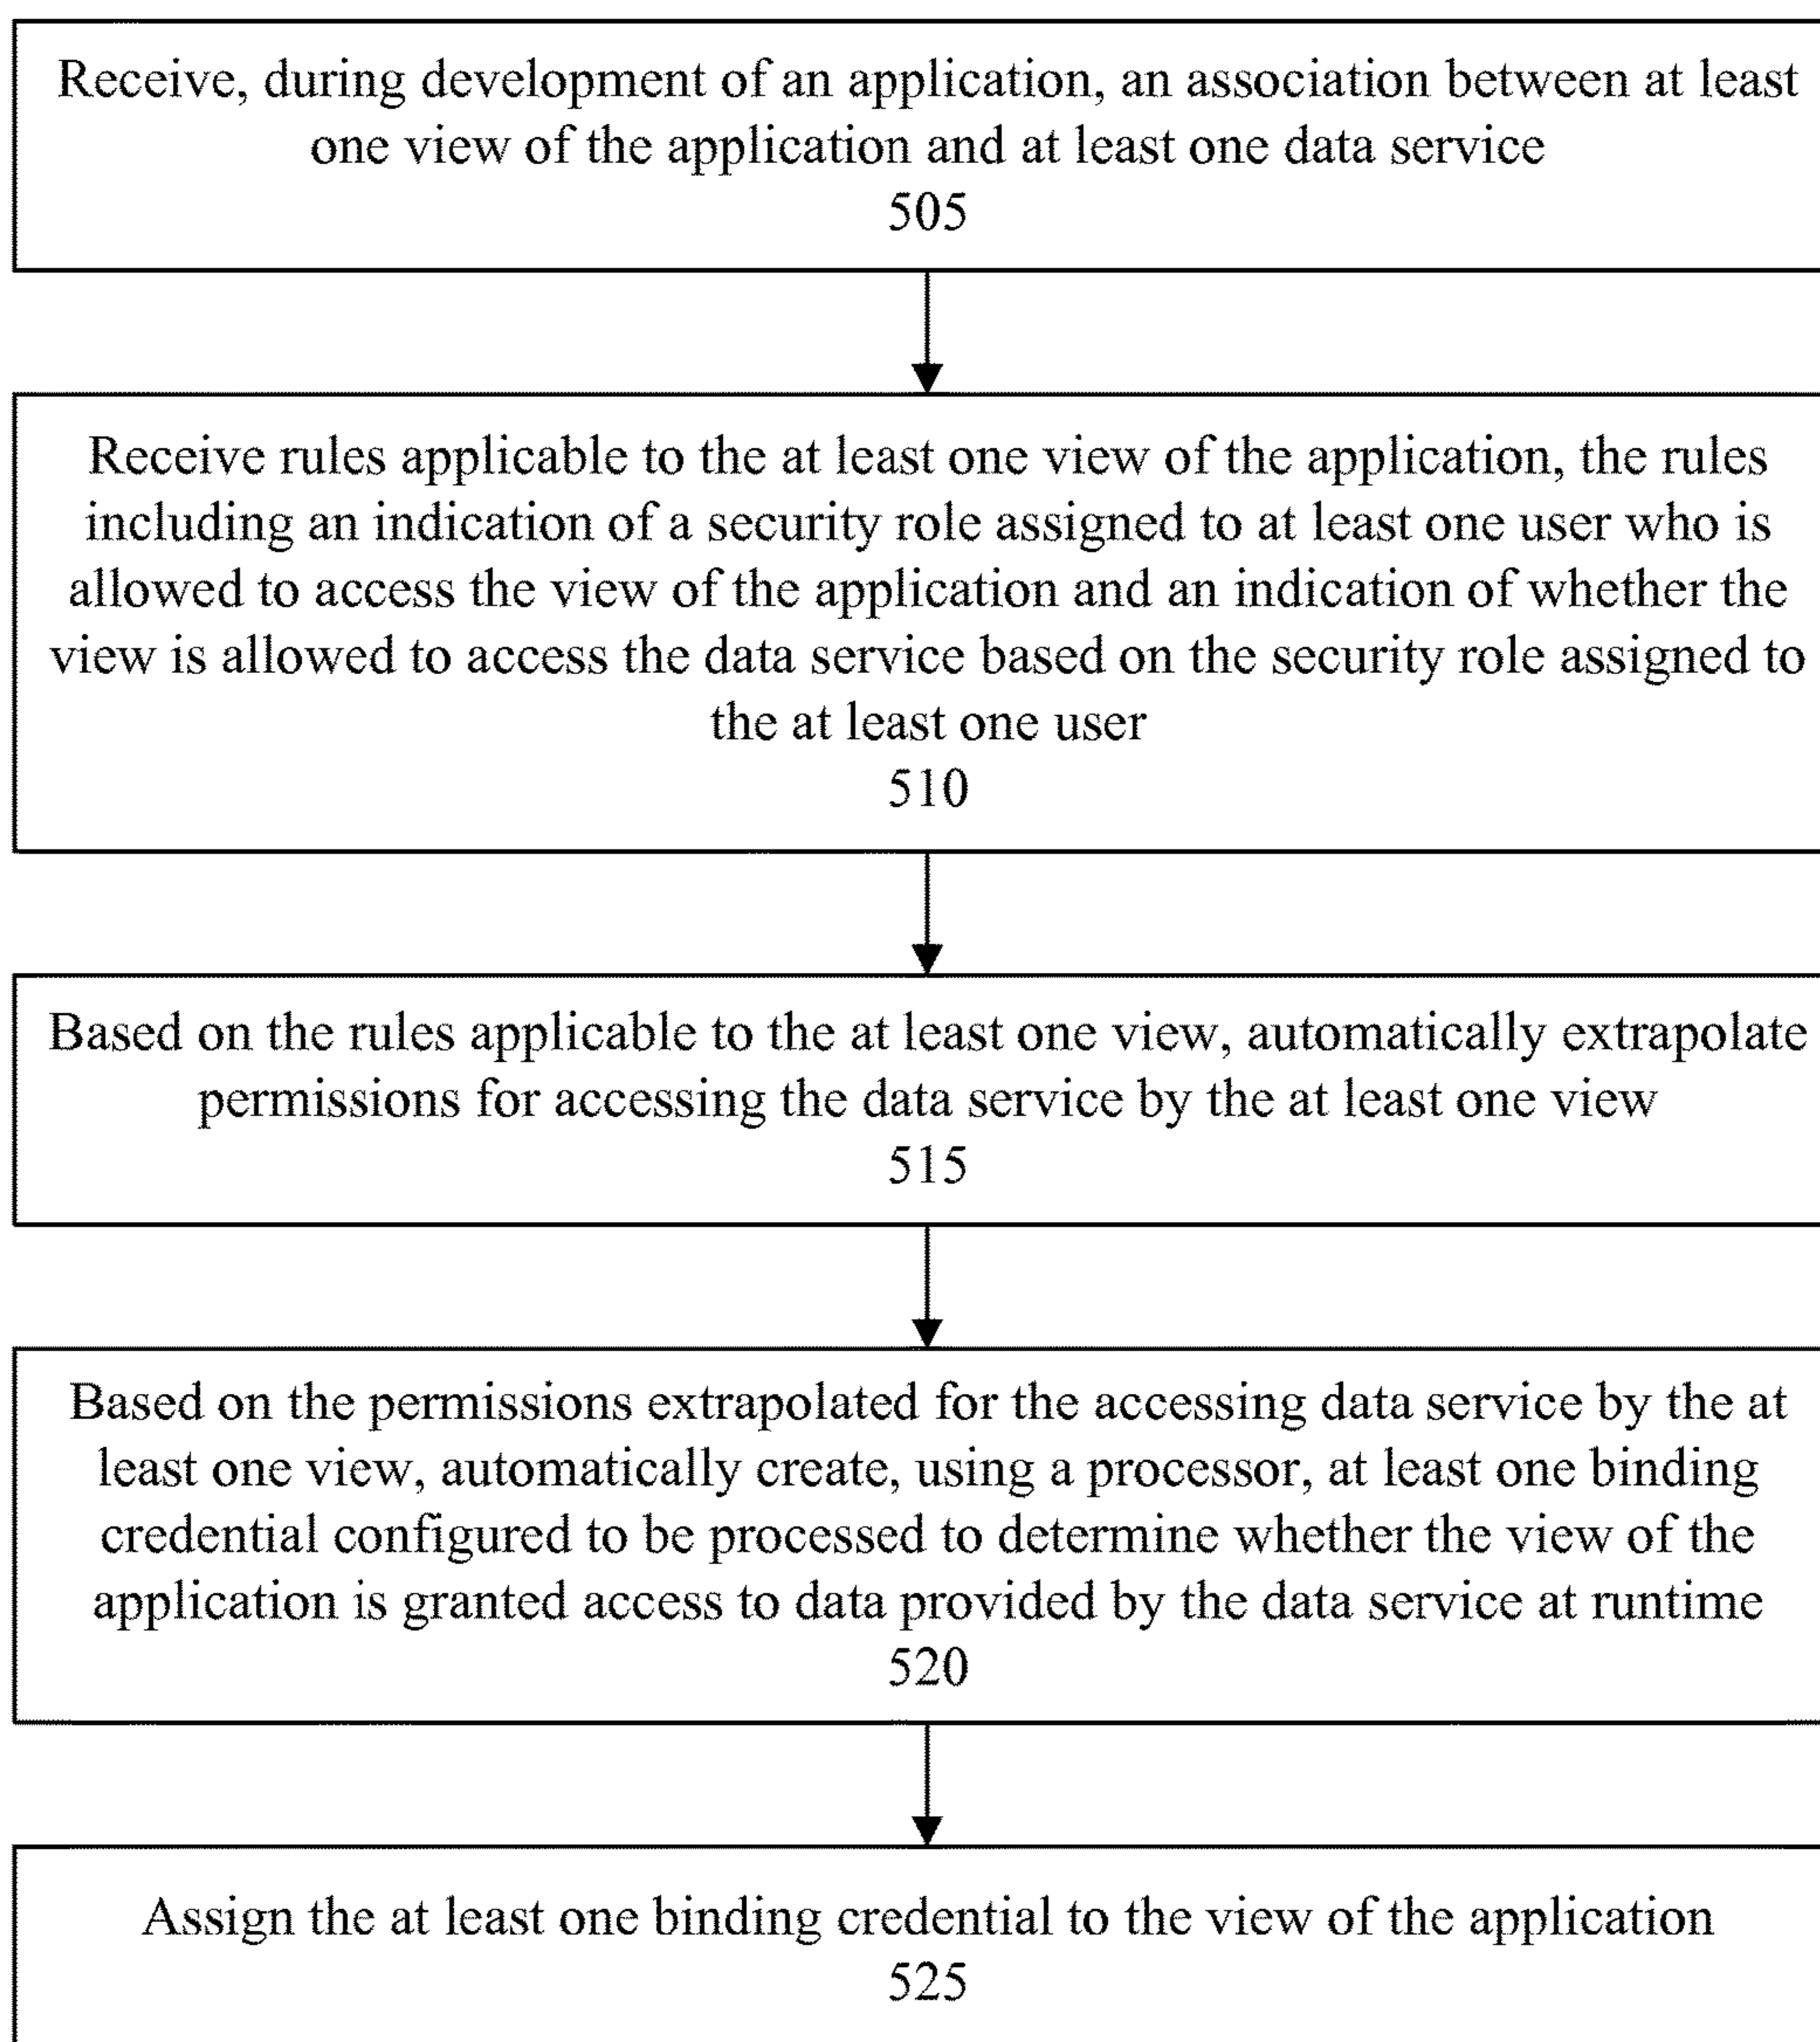 Receive, during development of an application, an association between at least
one view of the application and at least one data service
505
Receive rules applicable to the at least one view of the application, the rules
including an indication of a security role assigned to at least one user who is
allowed to access the view of the application and an indication of whether the
view is allowed to access the data service based on the security role assigned to
the at least one user
510
Based on the rules applicable to the at least one view, automatically extrapolate
permissions for accessing the data service by the at least one view
515
Based on the permissions extrapolated for the accessing data service by the at
least one view, automatically create, using a processor, at least one binding
credential configured to be processed to determine whether the view of the
application is granted access to data provided by the data service at runtime
520
Assign the at least one binding credential to the view of the application
525